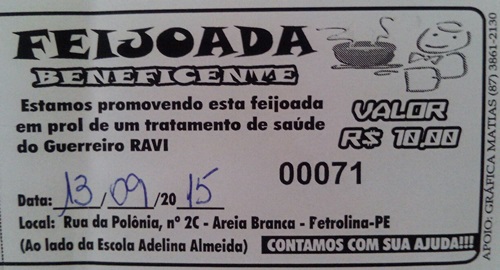 FEIJOADA
BENEFICENTE
Estamos promovendo esta feijoada
em prol de um tratamento de saúde
do Guerreiro RAVI
VALOR
R$ 10,00
00071
Data: 13/09/2015
Local: Rua da Polônia, nº 2C - Areia Branca - Fetrolina-PE
(Ao lado da Escola Adelina Almeida) CONTAMOS COM SUA AJUDA!!!
APOIO: GRÁFICA MATIAS (87) 38611-2130